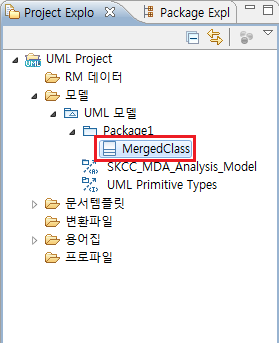 Project Explo
Package Expl
UML Project
RM 데이터
모델
UML 모델
Package1
MergedClass
SKCC_MDA_Analysis_Model
UML Primitive Types
문서템플릿
변환파일
용어집
프로파일